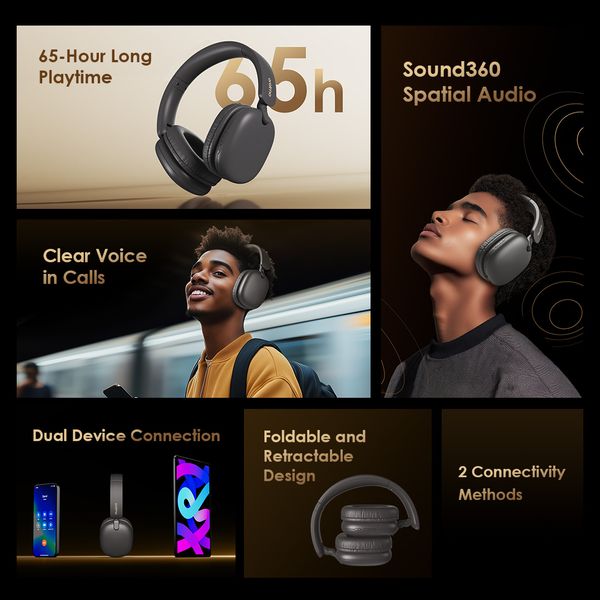 65-Hour Long
Playtime
65h
Sound360
Spatial Audio
Clear Voice
in Calls
Dual Device Connection
Foldable and
Retractable
Design
2 Connectivity
Methods